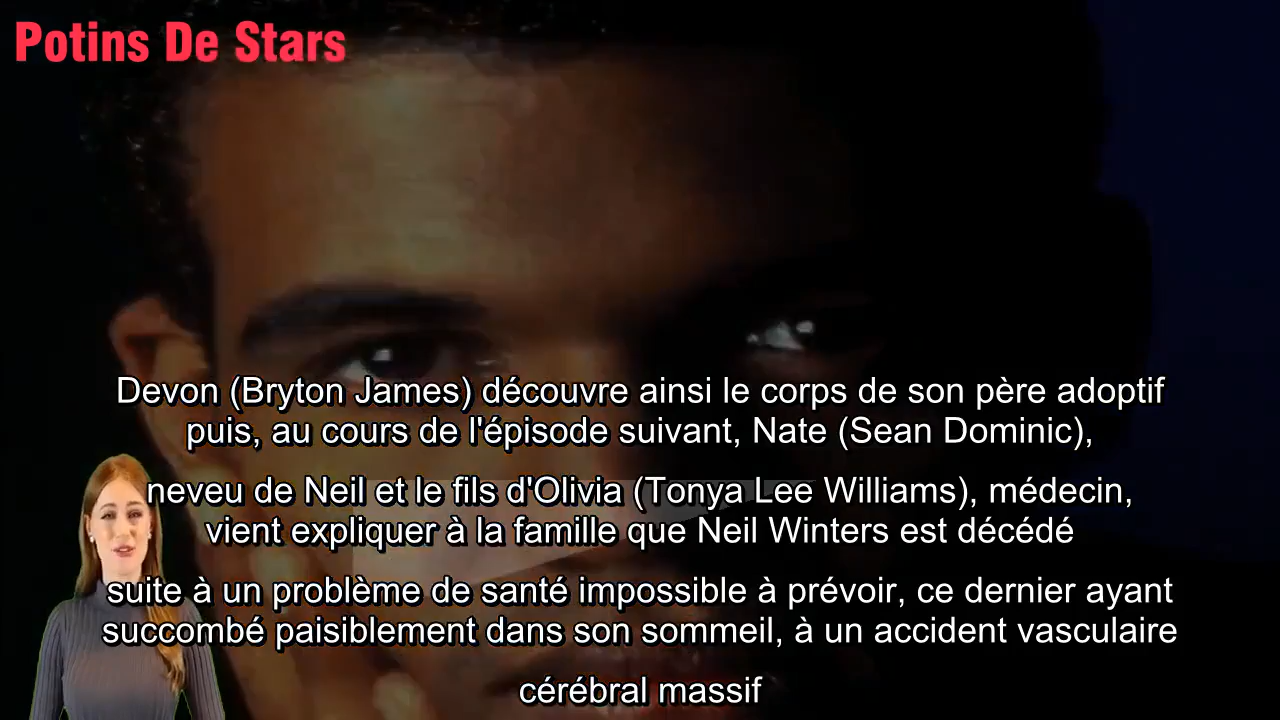 Potins De Stars
Devon (Bryton James) découvre ainsi le corps de son père adoptif
puis, au cours de l'épisode suivant, Nate (Sean Dominic),
neveu de Neil et le fils d'Olivia (Tonya Lee Williams), médecin,
vient expliquer à la famille que Neil Winters est décédé
suite à un problème de santé impossible à prévoir, ce dernier ayant
succombé paisiblement dans son sommeil, à un accident vasculaire
cérébral massif